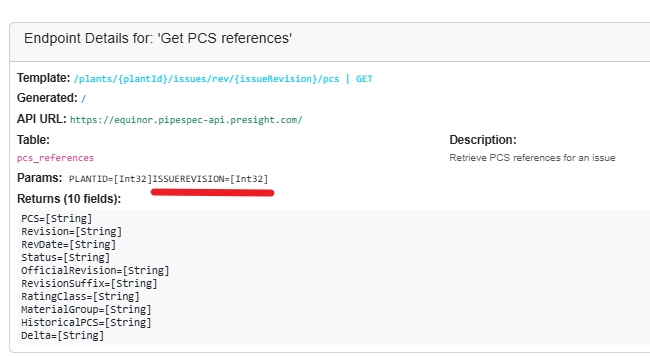 Endpoint Details for: 'Get PCS references'
Template: /plants/{plantId}/issues/rev/{issueRevision}/pcs | GET
Generated: /
API URL: https://equinor.pipespec-api.presight.com/
Table:
pcs_references
Description:
Retrieve PCS references for an issue
Params: PLANTID=[Int32]ISSUEREVISION=[Int32]
Returns (10 fields):
PCS=[String]
Revision=[String]
RevDate=[String]
Status=[String]
OfficialRevision=[String]
RevisionSuffix=[String]
RatingClass=[String]
MaterialGroup=[String]
HistoricalPCS=[String]
Delta=[String]